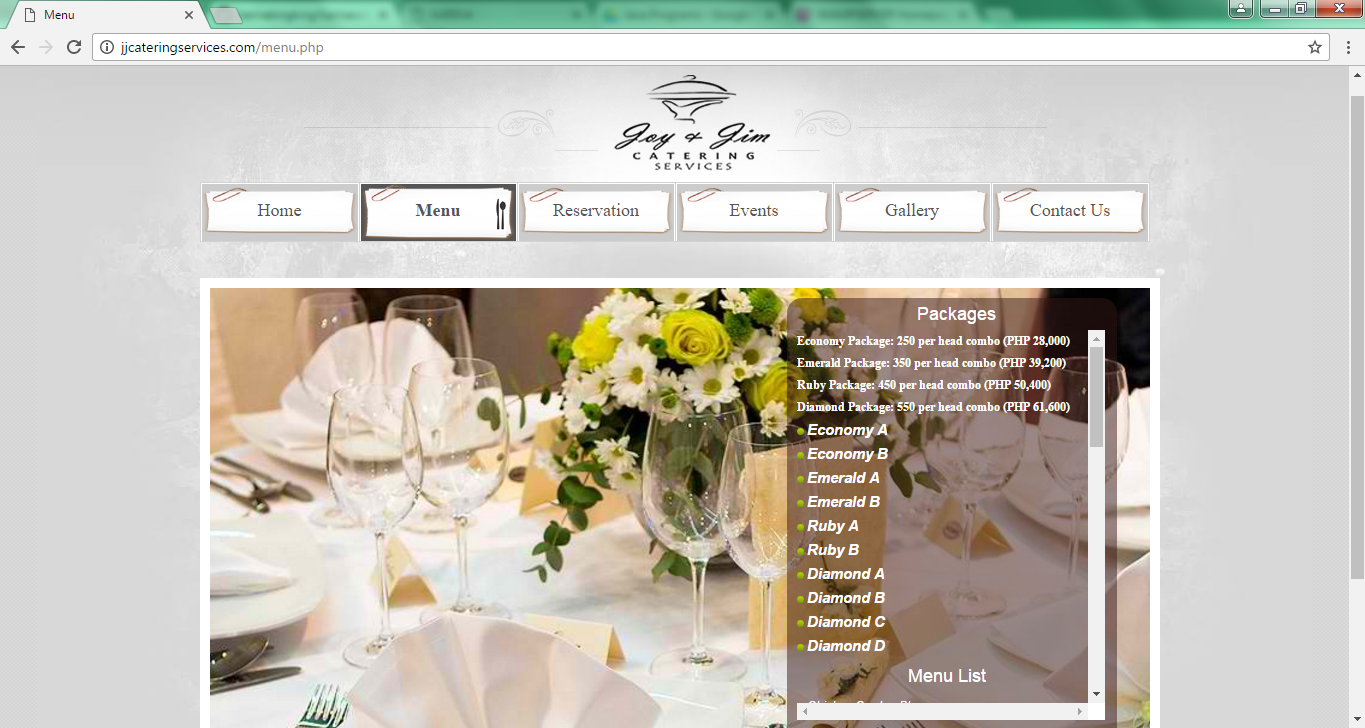 Menu
jjcateringservices.com/menu.php
Joy & Jim
CATERING
SERVICES
Home
Menu
Reservation
Events
Gallery
Contact Us
Packages
Economy Package: 250 per head combo (PHP 28,000)
Emerald Package: 350 per head combo (PHP 39,200)
Ruby Package: 450 per head combo (PHP 50,400)
Diamond Package: 550 per head combo (PHP 61,600)
Economy A
Economy B
Emerald A
Emerald B
Ruby A
Ruby B
Diamond A
Diamond B
Diamond C
Diamond D
Menu List